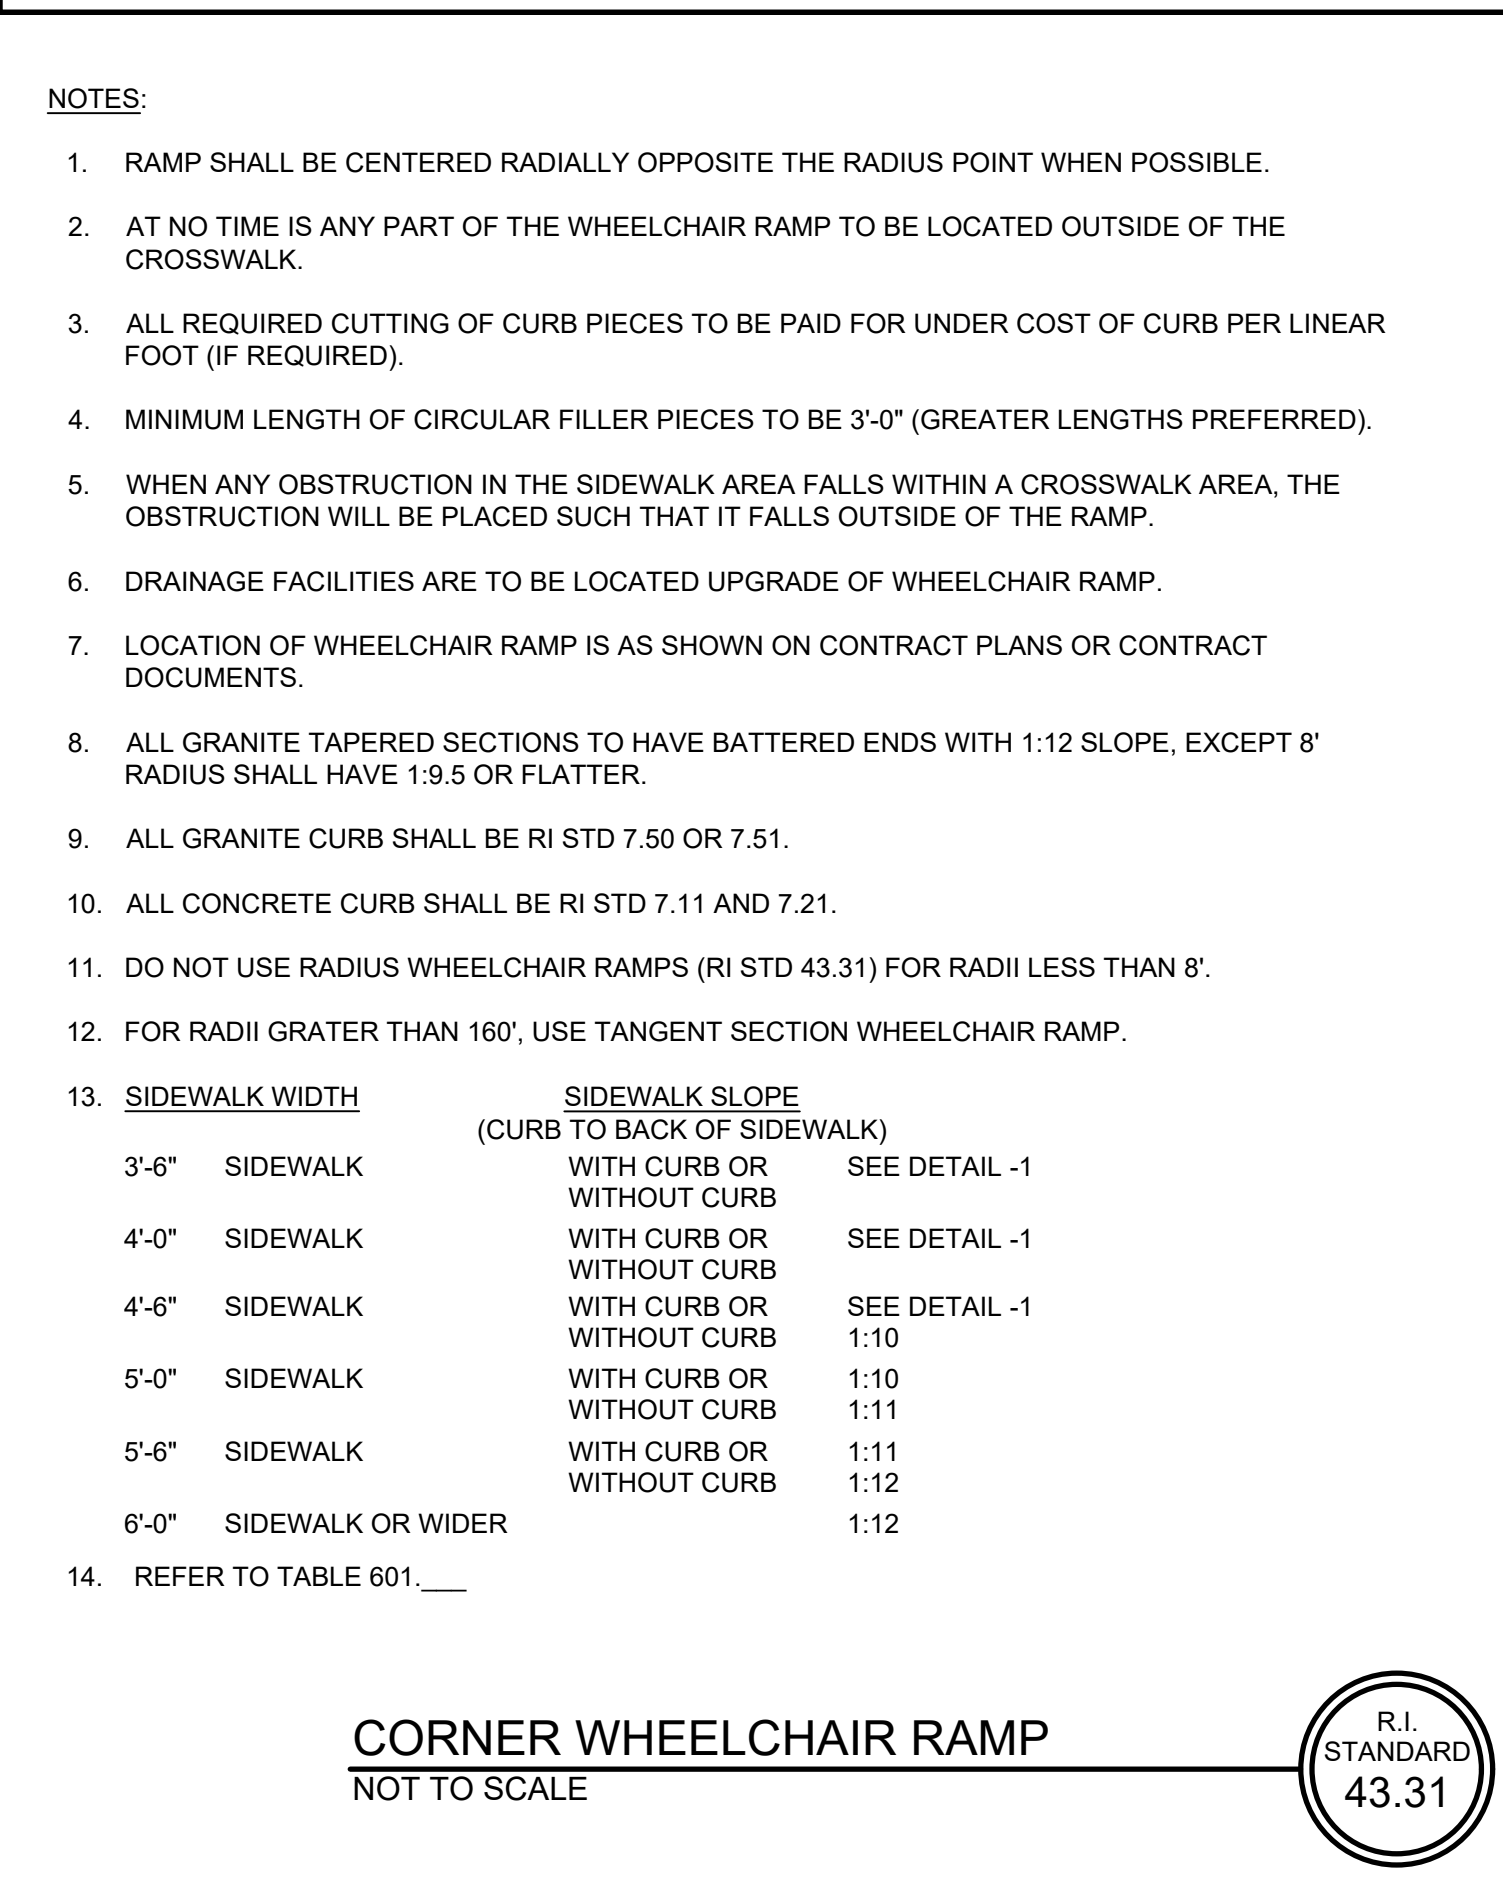 NOTES:
1. RAMP SHALL BE CENTERED RADIALLY OPPOSITE THE RADIUS POINT WHEN POSSIBLE.
2. AT NO TIME IS ANY PART OF THE WHEELCHAIR RAMP TO BE LOCATED OUTSIDE OF THE
CROSSWALK.
3. ALL REQUIRED CUTTING OF CURB PIECES TO BE PAID FOR UNDER COST OF CURB PER LINEAR
FOOT (IF REQUIRED).
4. MINIMUM LENGTH OF CIRCULAR FILLER PIECES TO BE 3'-0" (GREATER LENGTHS PREFERRED).
5. WHEN ANY OBSTRUCTION IN THE SIDEWALK AREA FALLS WITHIN A CROSSWALK AREA, THE
OBSTRUCTION WILL BE PLACED SUCH THAT IT FALLS OUTSIDE OF THE RAMP.
6. DRAINAGE FACILITIES ARE TO BE LOCATED UPGRADE OF WHEELCHAIR RAMP.
7. LOCATION OF WHEELCHAIR RAMP IS AS SHOWN ON CONTRACT PLANS OR CONTRACT
DOCUMENTS.
8. ALL GRANITE TAPERED SECTIONS TO HAVE BATTERED ENDS WITH 1:12 SLOPE, EXCEPT 8'
RADIUS SHALL HAVE 1:9.5 OR FLATTER.
9. ALL GRANITE CURB SHALL BE RI STD 7.50 OR 7.51.
10. ALL CONCRETE CURB SHALL BE RI STD 7.11 AND 7.21.
11. DO NOT USE RADIUS WHEELCHAIR RAMPS (RI STD 43.31) FOR RADII LESS THAN 8'.
12. FOR RADII GRATER THAN 160', USE TANGENT SECTION WHEELCHAIR RAMP.
13. SIDEWALK WIDTH SIDEWALK SLOPE
(CURB TO BACK OF SIDEWALK)
3'-6" SIDEWALK WITH CURB OR SEE DETAIL -1
WITHOUT CURB
4'-0" SIDEWALK WITH CURB OR SEE DETAIL -1
WITHOUT CURB
4'-6" SIDEWALK WITH CURB OR SEE DETAIL -1
WITHOUT CURB 1:10
5'-0" SIDEWALK WITH CURB OR 1:10
WITHOUT CURB 1:11
5'-6" SIDEWALK WITH CURB OR 1:11
WITHOUT CURB 1:12
6'-0" SIDEWALK OR WIDER 1:12
14. REFER TO TABLE 601.___
CORNER WHEELCHAIR RAMP
NOT TO SCALE
R.I.
STANDARD
43.31